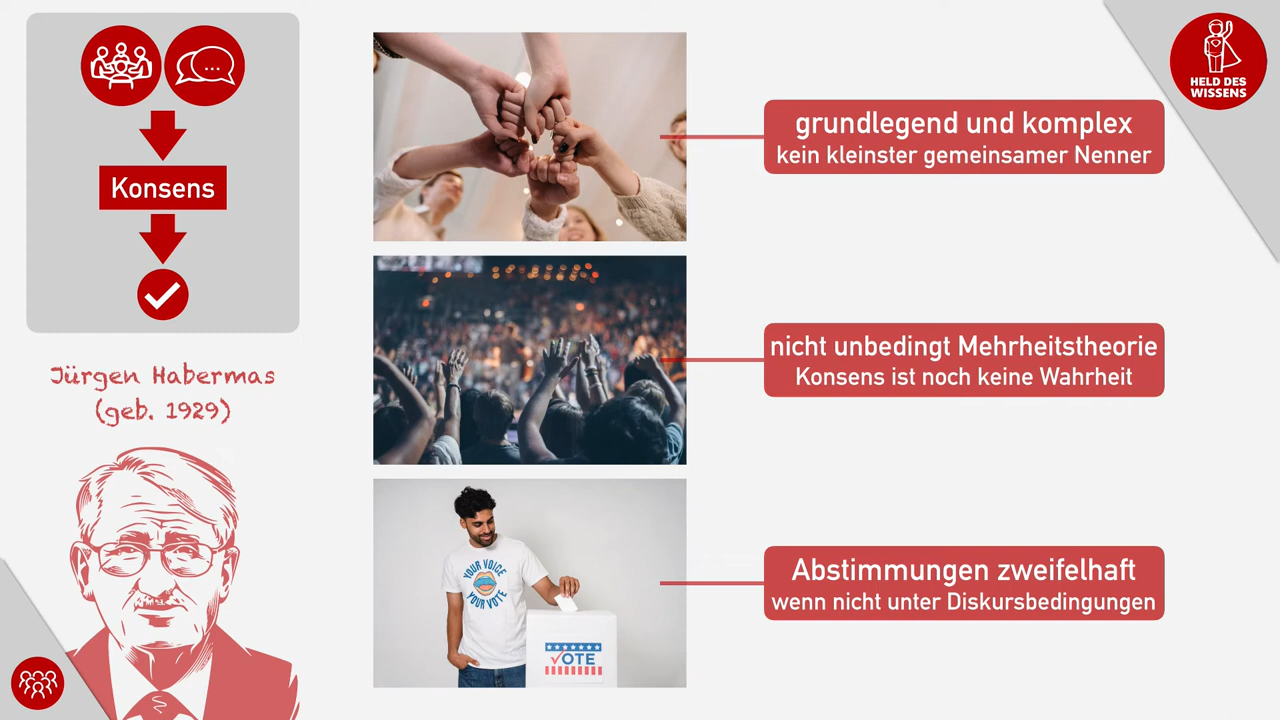 Konsens
Jürgen Habermas
(geb. 1929)
grundlegend und komplex
kein kleinster gemeinsamer Nenner
nicht unbedingt Mehrheitstheorie
Konsens ist noch keine Wahrheit
YOUR VOICE
YOUR VOTE
VOTE
Abstimmungen zweifelhaft
wenn nicht unter Diskursbedingungen
HELD DES
WISSENS